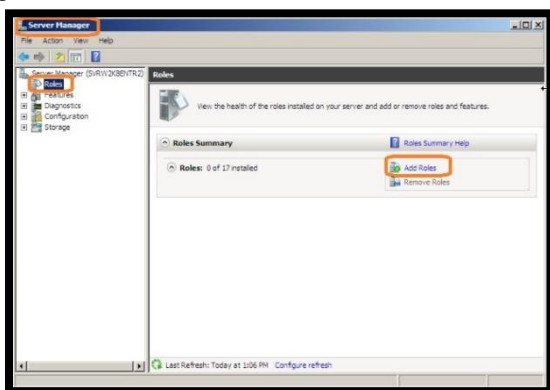 Server Manager
File Action View Help
Server Manager (SVRW2K8ENTR2)
Roles
Features
Diagnostics
Configuration
Storage
Roles
View the health of the roles installed on your server and add or remove roles and features.
Roles Summary
Roles Summary Help
Roles: 0 of 17 installed
Add Roles
Remove Roles
Last Refresh: Today at 1:06 PM Configure refresh